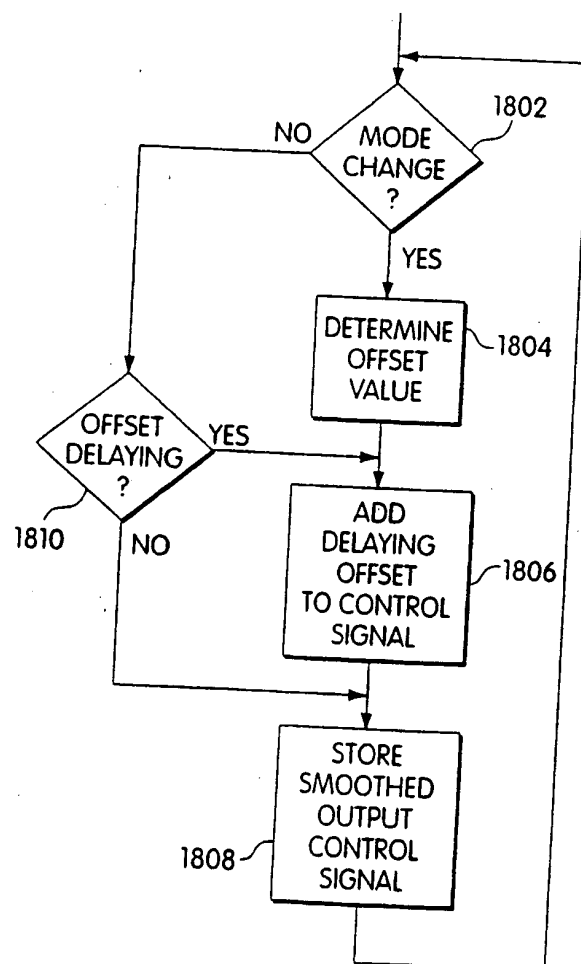 1802
NO
MODE
CHANGE
?
YES
DETERMINE
OFFSET
VALUE
1804
OFFSET
DELAYING
?
YES
1810
NO
ADD
DELAYING
OFFSET
TO CONTROL
SIGNAL
1806
STORE
SMOOTHED
OUTPUT
CONTROL
SIGNAL
1808